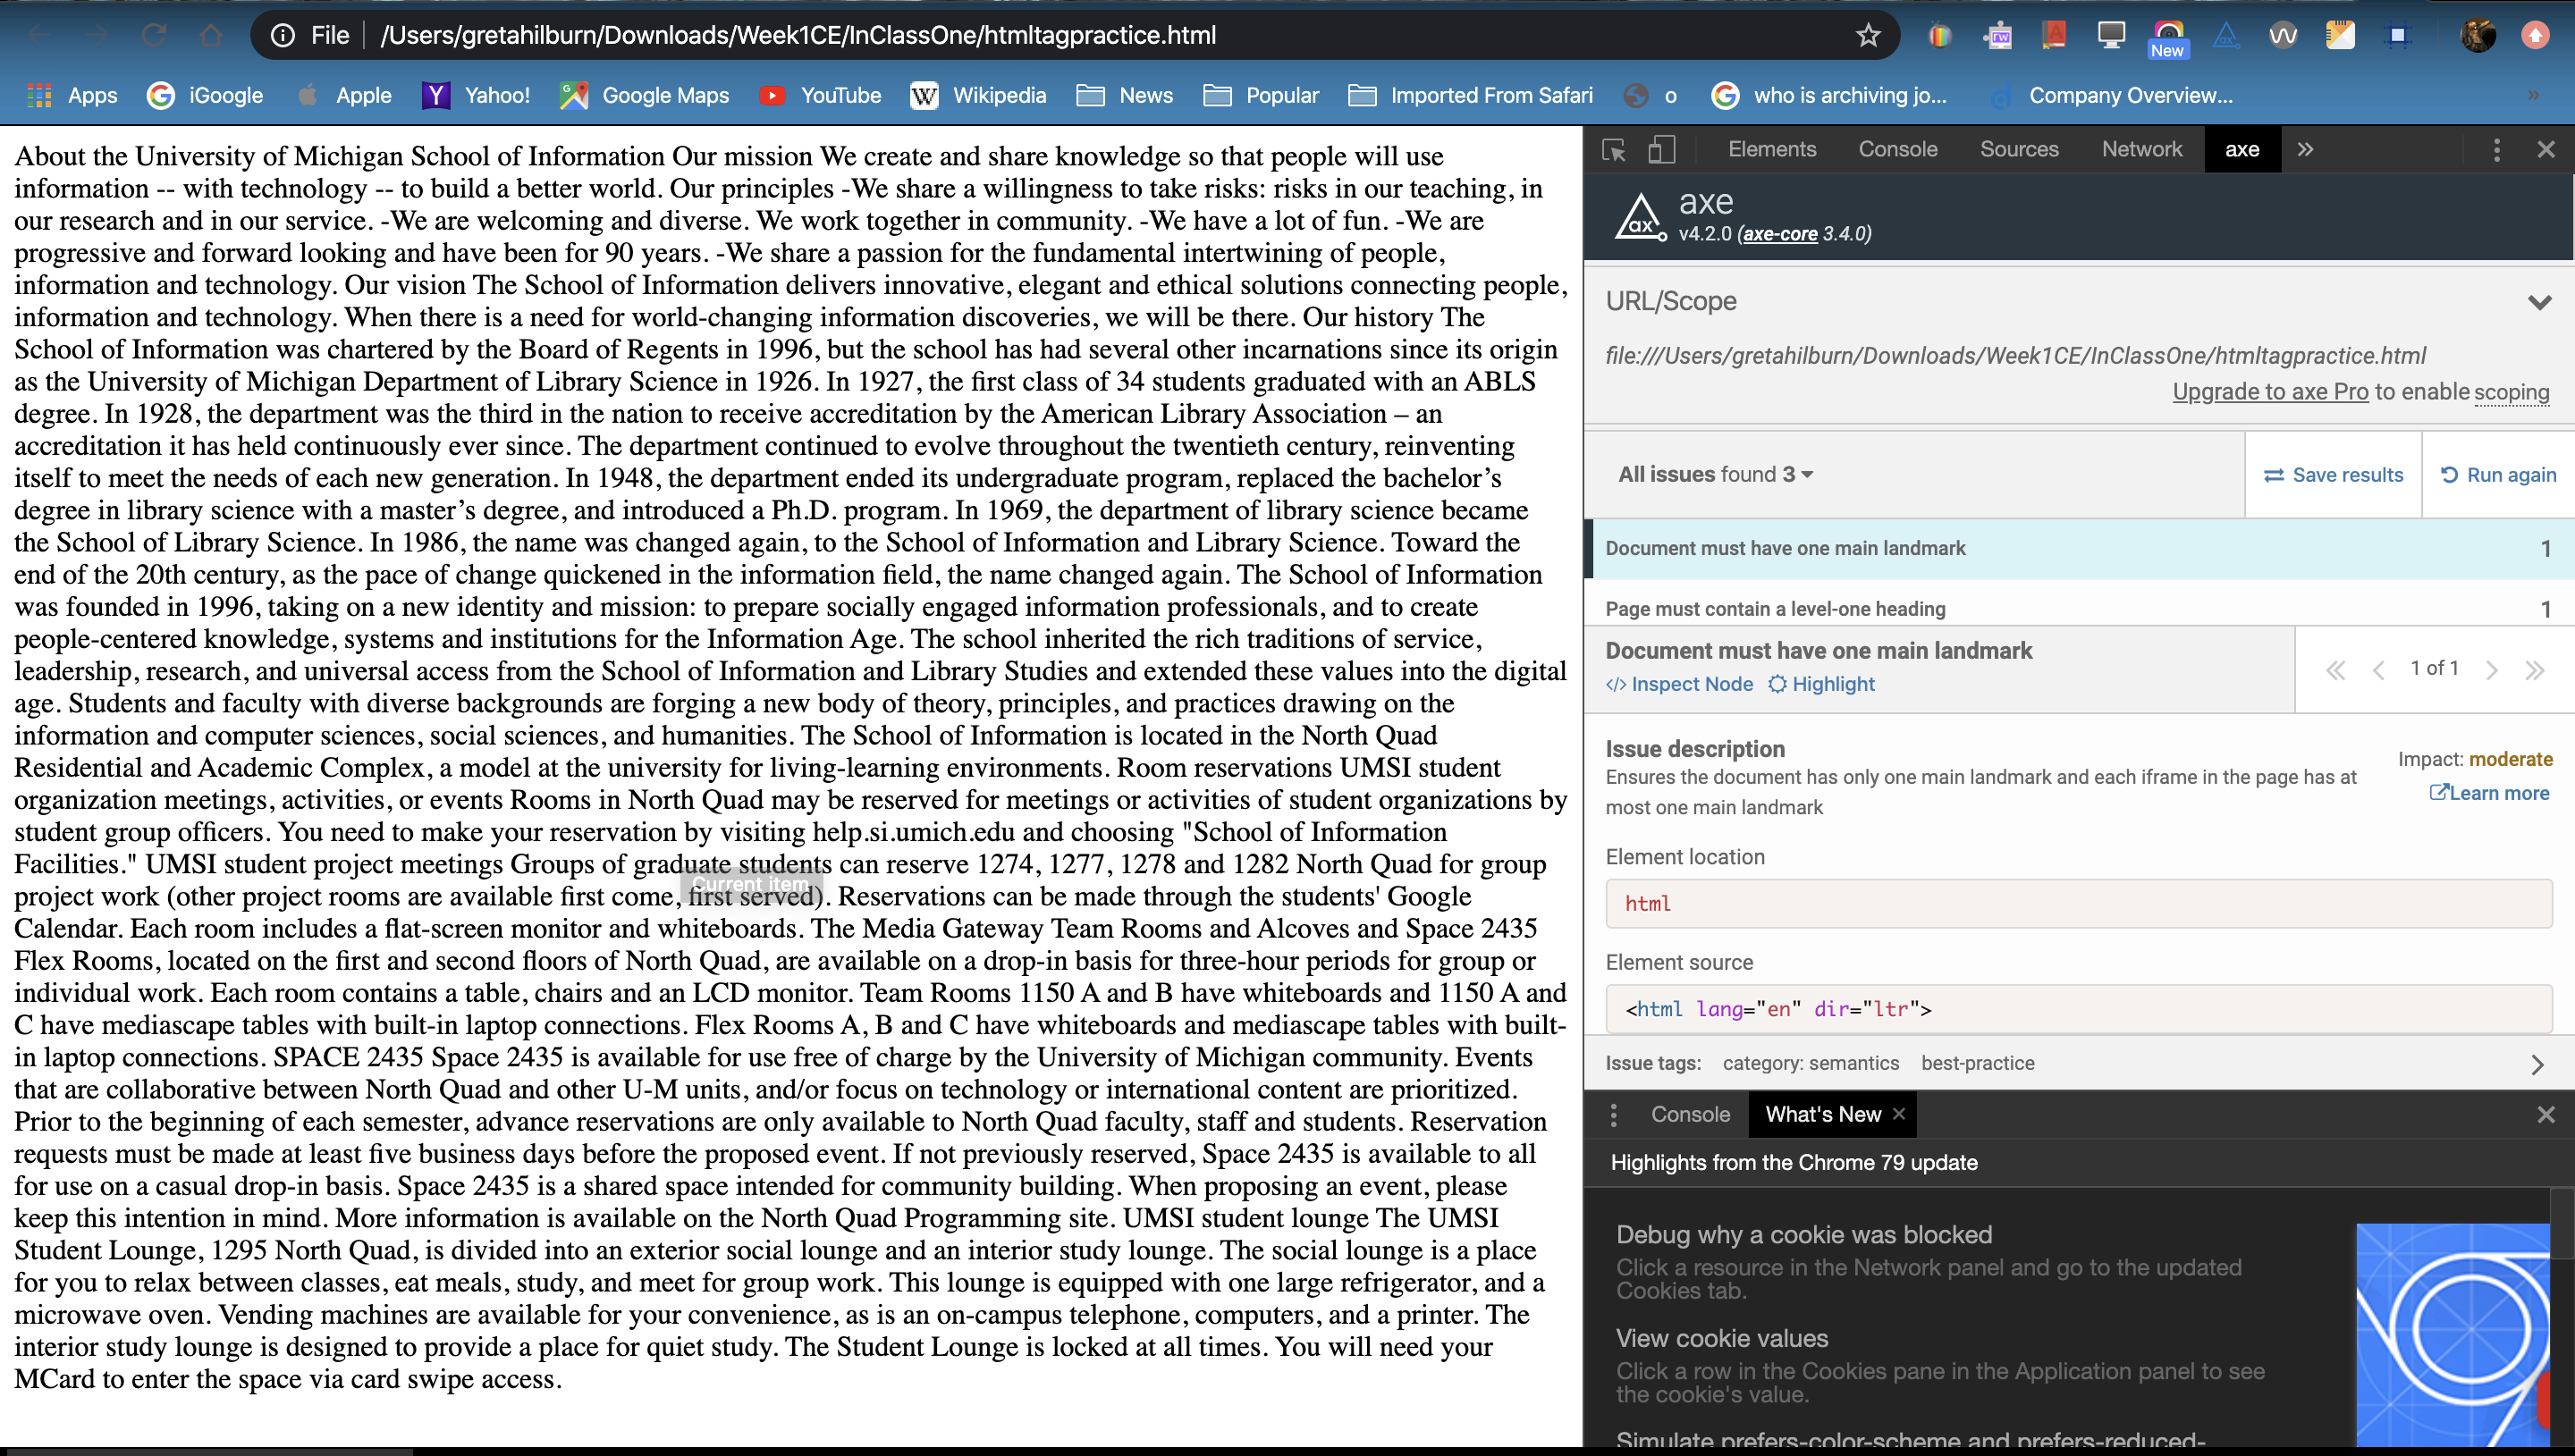 File /Users/gretahilburn/Downloads/Week1CE/InClassOne/htmltagpractice.html
New
Apps iGoogle Apple Yahoo! Google Maps YouTube Wikipedia News Popular Imported From Safari o who is archiving jo... Company Overview...
About the University of Michigan School of Information Our mission We create and share knowledge so that people will use
information -- with technology -- to build a better world. Our principles -We share a willingness to take risks: risks in our teaching, in
our research and in our service. -We are welcoming and diverse. We work together in community. -We have a lot of fun. -We are
progressive and forward looking and have been for 90 years. -We share a passion for the fundamental intertwining of people,
information and technology. Our vision The School of Information delivers innovative, elegant and ethical solutions connecting people,
information and technology. When there is a need for world-changing information discoveries, we will be there. Our history The
School of Information was chartered by the Board of Regents in 1996, but the school has had several other incarnations since its origin
as the University of Michigan Department of Library Science in 1926. In 1927, the first class of 34 students graduated with an ABLS
degree. In 1928, the department was the third in the nation to receive accreditation by the American Library Association – an
accreditation it has held continuously ever since. The department continued to evolve throughout the twentieth century, reinventing
itself to meet the needs of each new generation. In 1948, the department ended its undergraduate program, replaced the bachelor’s
degree in library science with a master’s degree, and introduced a Ph.D. program. In 1969, the department of library science became
the School of Library Science. In 1986, the name was changed again, to the School of Information and Library Science. Toward the
end of the 20th century, as the pace of change quickened in the information field, the name changed again. The School of Information
was founded in 1996, taking on a new identity and mission: to prepare socially engaged information professionals, and to create
people-centered knowledge, systems and institutions for the Information Age. The school inherited the rich traditions of service,
leadership, research, and universal access from the School of Information and Library Studies and extended these values into the digital
age. Students and faculty with diverse backgrounds are forging a new body of theory, principles, and practices drawing on the
information and computer sciences, social sciences, and humanities. The School of Information is located in the North Quad
Residential and Academic Complex, a model at the university for living-learning environments. Room reservations UMSI student
organization meetings, activities, or events Rooms in North Quad may be reserved for meetings or activities of student organizations by
student group officers. You need to make your reservation by visiting help.si.umich.edu and choosing "School of Information
Facilities." UMSI student project meetings Groups of graduate students can reserve 1274, 1277, 1278 and 1282 North Quad for group
Current item
project work (other project rooms are available first come, first served). Reservations can be made through the students' Google
Calendar. Each room includes a flat-screen monitor and whiteboards. The Media Gateway Team Rooms and Alcoves and Space 2435
Flex Rooms, located on the first and second floors of North Quad, are available on a drop-in basis for three-hour periods for group or
individual work. Each room contains a table, chairs and an LCD monitor. Team Rooms 1150 A and B have whiteboards and 1150 A and
C have mediascape tables with built-in laptop connections. Flex Rooms A, B and C have whiteboards and mediascape tables with built-
in laptop connections. SPACE 2435 Space 2435 is available for use free of charge by the University of Michigan community. Events
that are collaborative between North Quad and other U-M units, and/or focus on technology or international content are prioritized.
Prior to the beginning of each semester, advance reservations are only available to North Quad faculty, staff and students. Reservation
requests must be made at least five business days before the proposed event. If not previously reserved, Space 2435 is available to all
for use on a casual drop-in basis. Space 2435 is a shared space intended for community building. When proposing an event, please
keep this intention in mind. More information is available on the North Quad Programming site. UMSI student lounge The UMSI
Student Lounge, 1295 North Quad, is divided into an exterior social lounge and an interior study lounge. The social lounge is a place
for you to relax between classes, eat meals, study, and meet for group work. This lounge is equipped with one large refrigerator, and a
microwave oven. Vending machines are available for your convenience, as is an on-campus telephone, computers, and a printer. The
interior study lounge is designed to provide a place for quiet study. The Student Lounge is locked at all times. You will need your
MCard to enter the space via card swipe access.
Elements Console Sources Network axe
axe
v4.2.0 (axe-core 3.4.0)
URL/Scope
file:///Users/gretahilburn/Downloads/Week1CE/InClassOne/htmltagpractice.html
Upgrade to axe Pro to enable scoping
All issues found 3 Save results Run again
Document must have one main landmark 1
Page must contain a level-one heading 1
Document must have one main landmark
</> Inspect Node Highlight 1 of 1
Issue description
Impact: moderate
Ensures the document has only one main landmark and each iframe in the page has at
most one main landmark
Learn more
Element location
html
Element source
<html lang="en" dir="ltr">
Issue tags: category: semantics best-practice
Console What's New
Highlights from the Chrome 79 update
Debug why a cookie was blocked
Click a resource in the Network panel and go to the updated
Cookies tab.
View cookie values
Click a row in the Cookies pane in the Application panel to see
the cookie's value.
Simulate prefers-color-scheme and prefers-reduced-